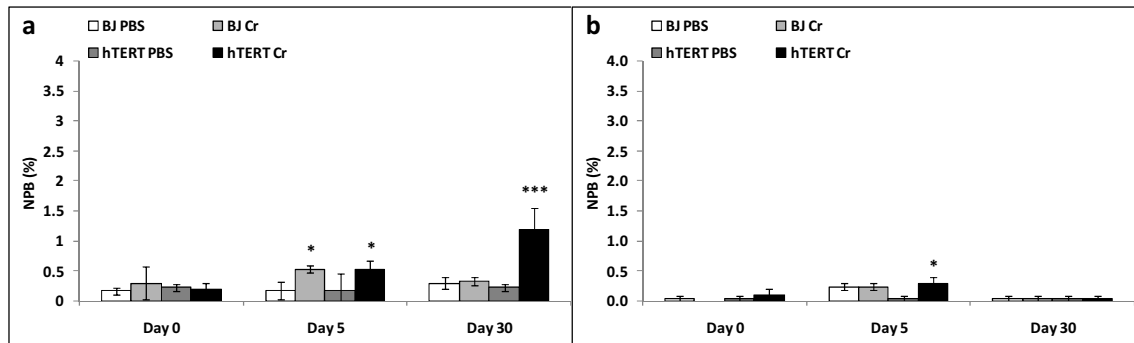 a
BJ PBS
BJ Cr
hTERT PBS
hTERT Cr
4
3.5
3
2.5
2
1.5
1
0.5
0
NPB (%)
*
*
***
Day 0
Day 5
Day 30
b
BJ PBS
BJ Cr
hTERT PBS
hTERT Cr
4.0
3.5
3.0
2.5
2.0
1.5
1.0
0.5
0.0
NPB (%)
*
Day 0
Day 5
Day 30